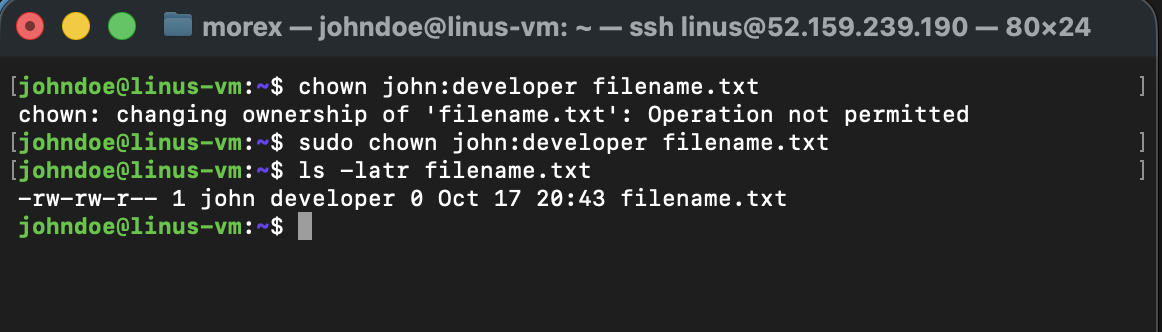 morex — johndoe@linus-vm: ~ — ssh linus@52.159.239.190 — 80×24
[johndoe@linus-vm:~$ chown john:developer filename.txt ]
chown: changing ownership of 'filename.txt': Operation not permitted
[johndoe@linus-vm:~$ sudo chown john:developer filename.txt ]
[johndoe@linus-vm:~$ ls -latr filename.txt ]
-rw-rw-r-- 1 john developer 0 Oct 17 20:43 filename.txt
johndoe@linus-vm:~$